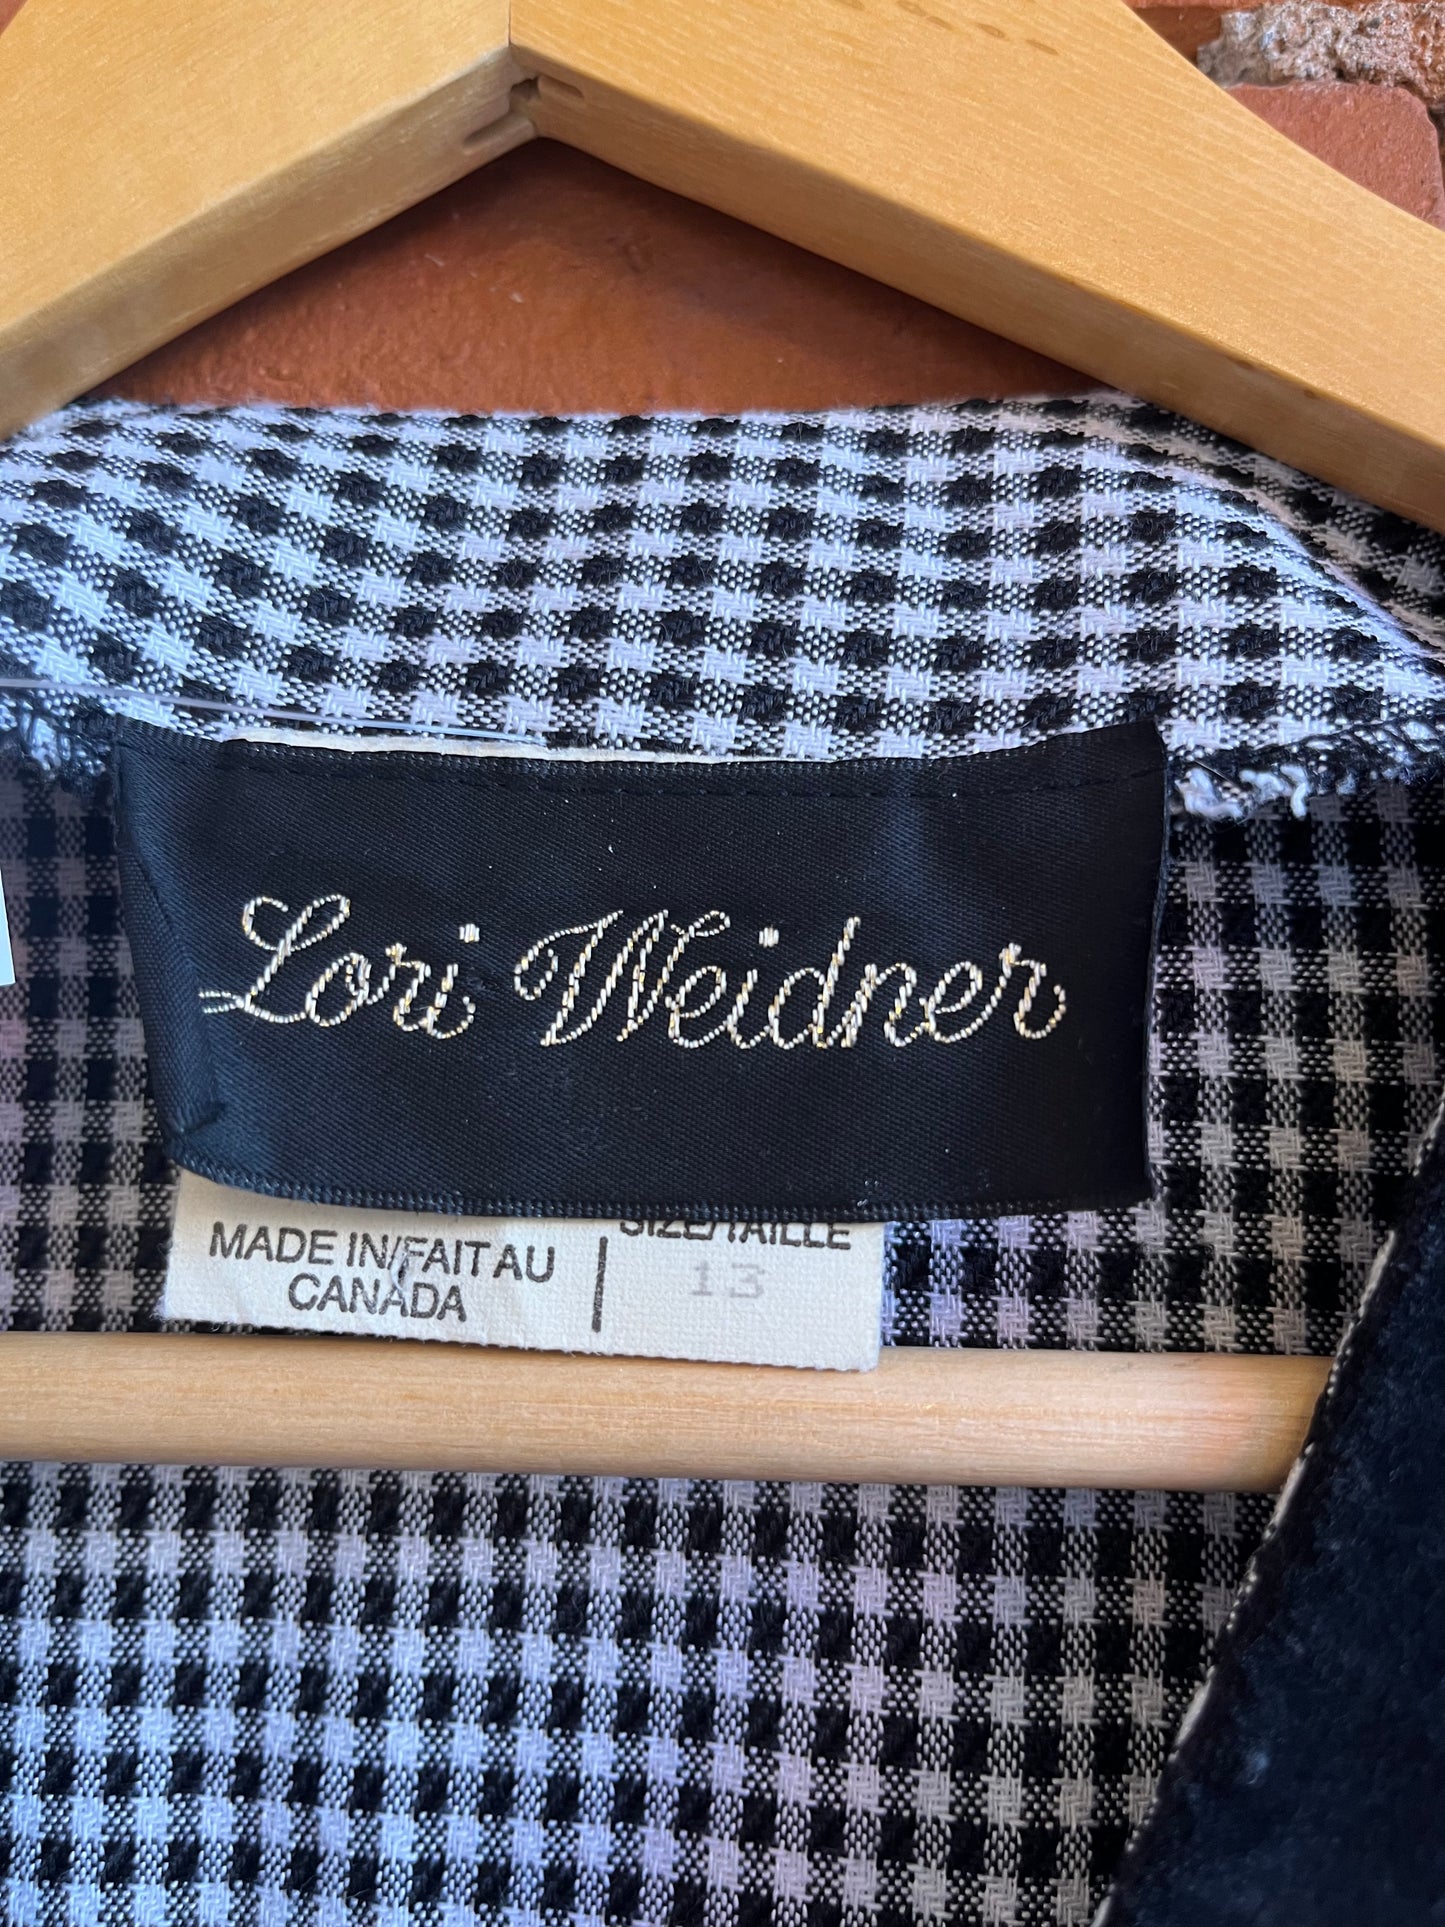 Lori Weidner
MADE IN/FAIT AU
CANADA
SIZE/TAILLE
13